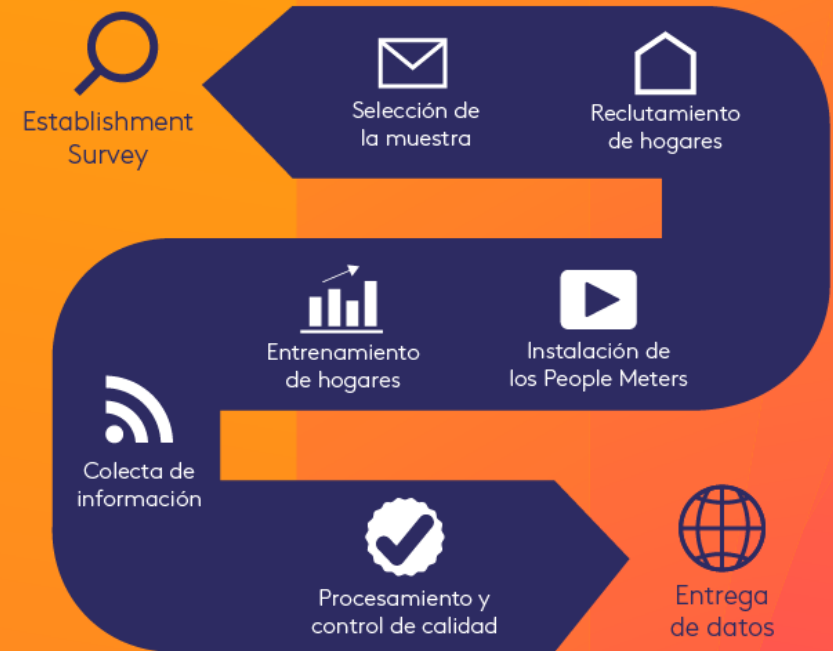 Establishment
Survey
Selección de
la muestra
Reclutamiento
de hogares
Instalación de
los People Meters
Entrenamiento
de hogares
Colecta de
información
Procesamiento y
control de calidad
Entrega
de datos